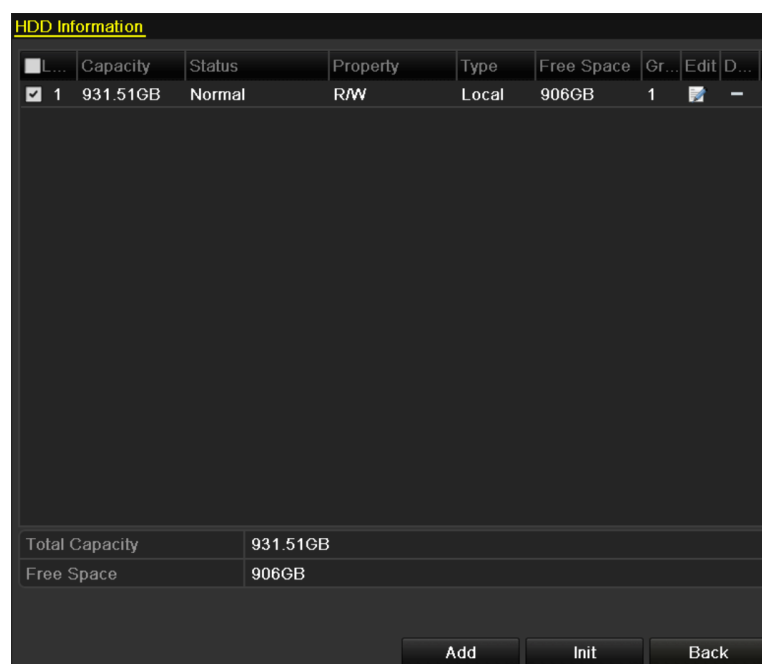 HDD Information
L... Capacity Status Property Type Free Space Gr... Edit D...
1 931.51GB Normal R/W Local 906GB 1 –
Total Capacity 931.51GB
Free Space 906GB
Add Init Back